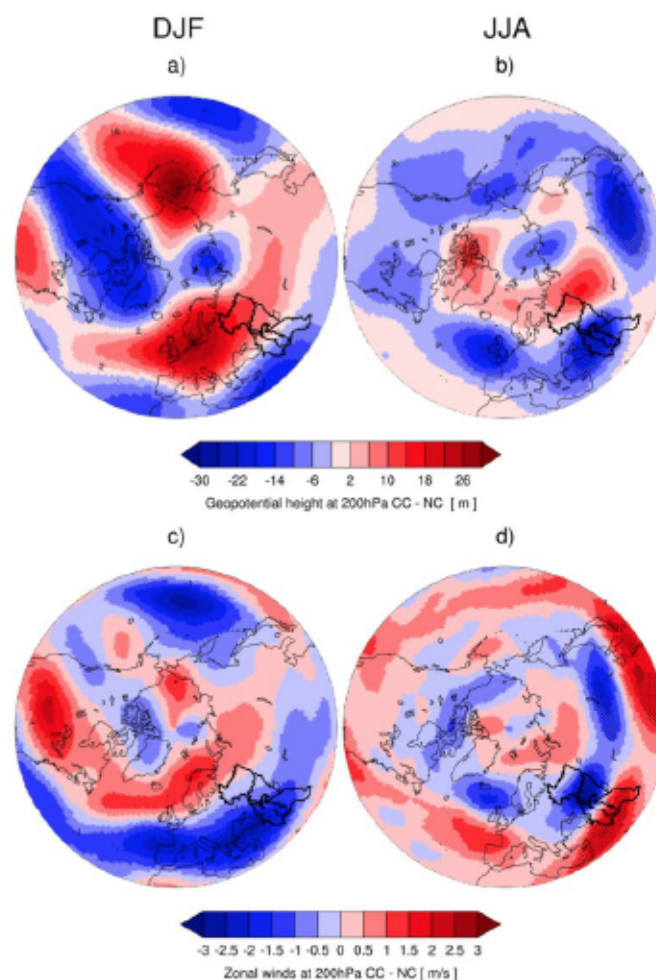 DJF JJA
a) b)
-30 -22 -14 -6 2 10 18 26
Geopotential height at 200hPa CC - NC [ m ]
c) d)
-3 -2.5 -2 -1.5 -1 -0.5 0 0.5 1 1.5 2 2.5 3
Zonal winds at 200hPa CC - NC [ m/s ]